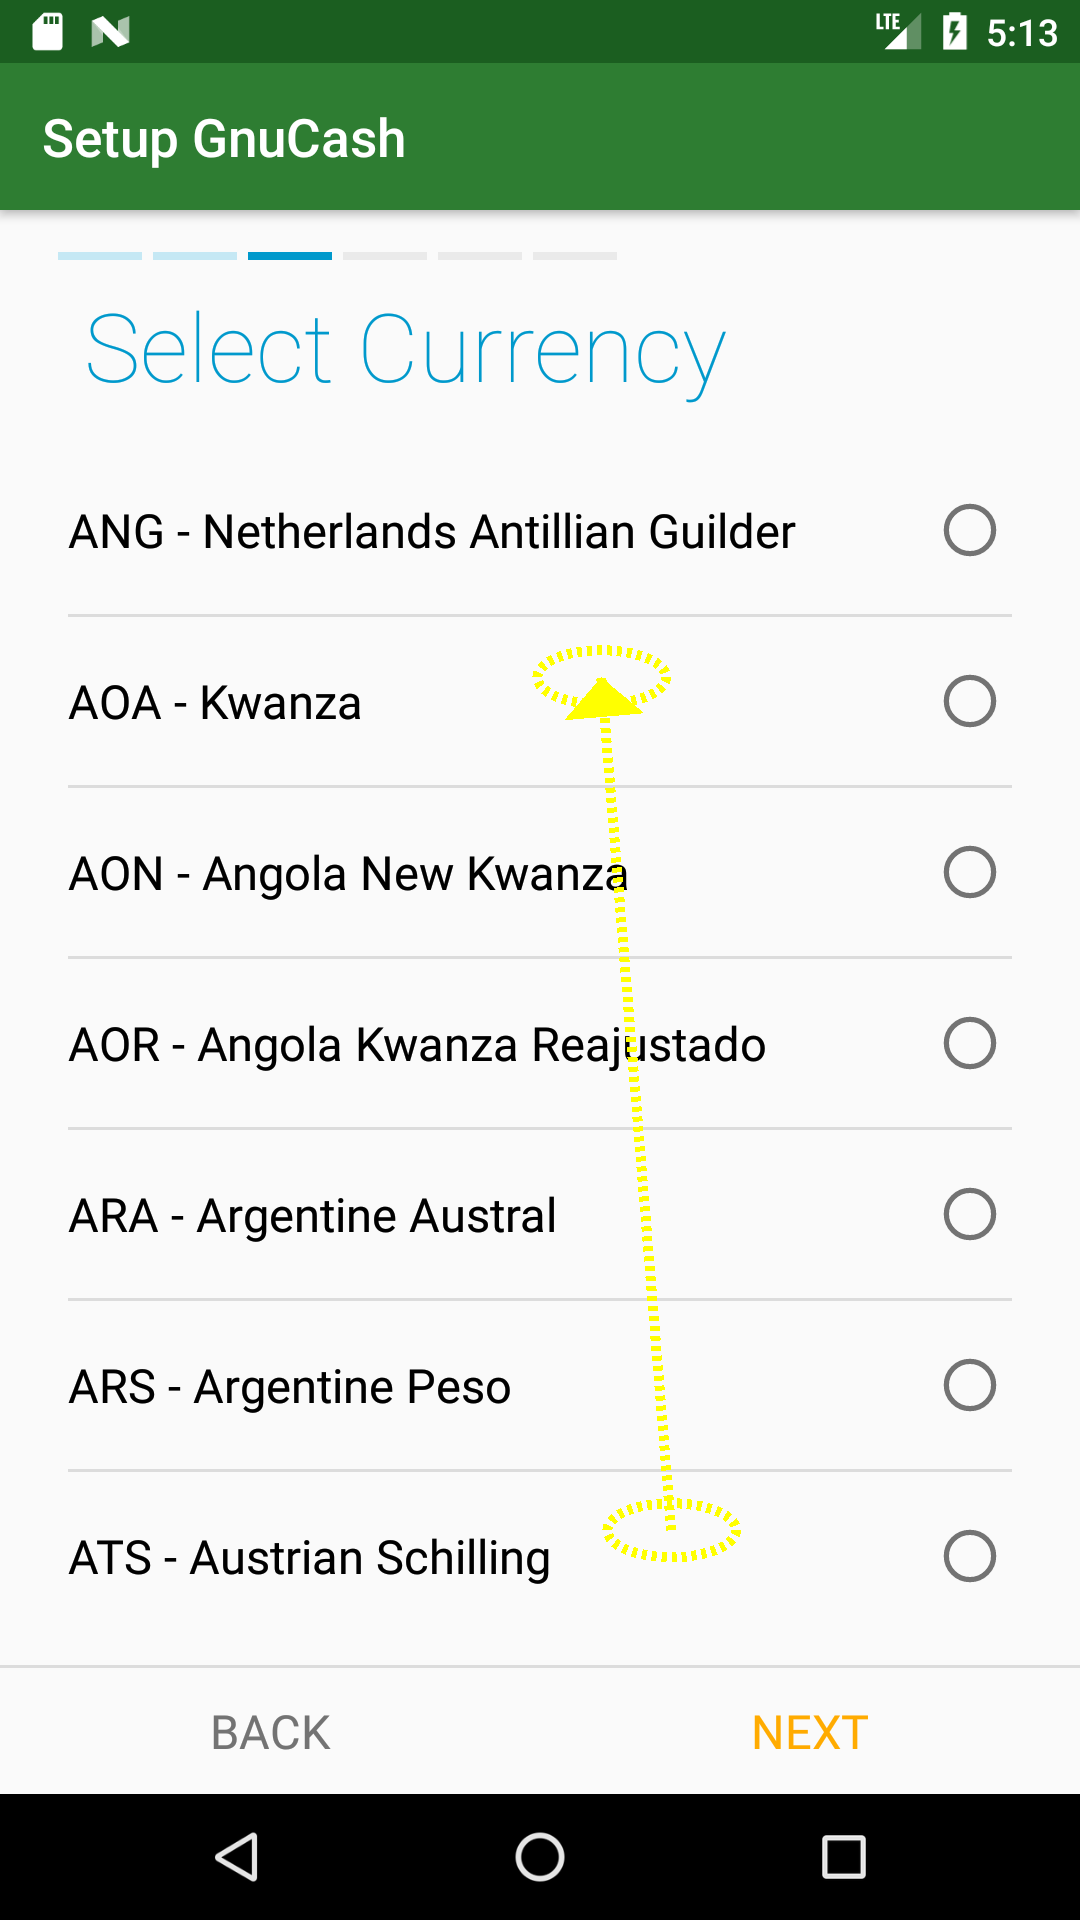 LTE 5:13
Setup GnuCash
Select Currency
ANG - Netherlands Antillian Guilder
AOA - Kwanza
AON - Angola New Kwanza
AOR - Angola Kwanza Reajustado
ARA - Argentine Austral
ARS - Argentine Peso
ATS - Austrian Schilling
BACK NEXT